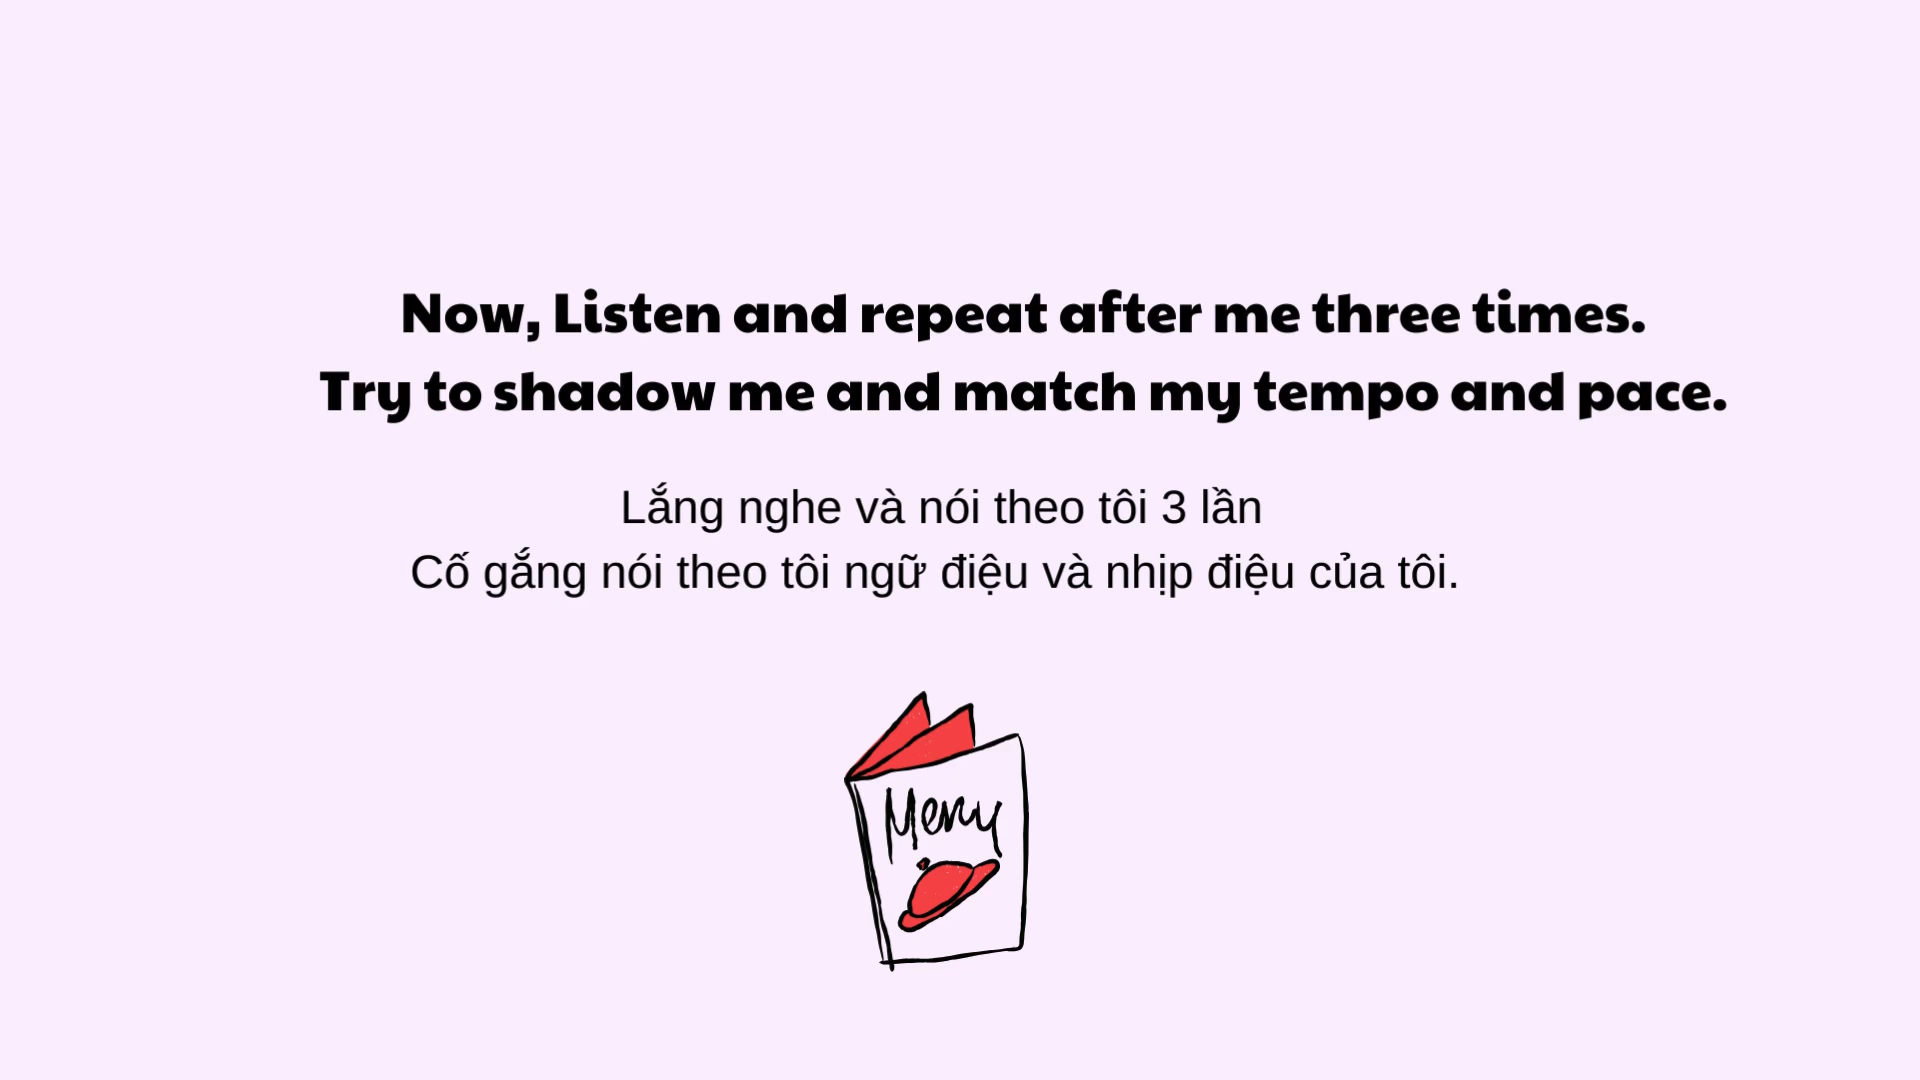 Now, Listen and repeat after me three times.
Try to shadow me and match my tempo and pace.
Lắng nghe và nói theo tôi 3 lần
Cố gắng nói theo tôi ngữ điệu và nhịp điệu của tôi.
Menu